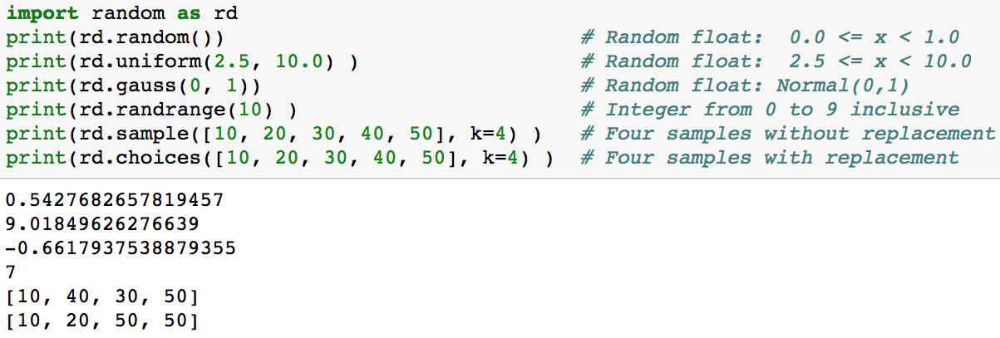 import random as rd
print(rd.random())                             # Random float:  0.0 <= x < 1.0
print(rd.uniform(2.5, 10.0) )                  # Random float:  2.5 <= x < 10.0
print(rd.gauss(0, 1))                          # Random float: Normal(0,1)
print(rd.randrange(10) )                       # Integer from 0 to 9 inclusive
print(rd.sample([10, 20, 30, 40, 50], k=4) )   # Four samples without replacement
print(rd.choices([10, 20, 30, 40, 50], k=4) )  # Four samples with replacement
0.5427682657819457
9.01849626276639
-0.6617937538879355
7
[10, 40, 30, 50]
[10, 20, 50, 50]